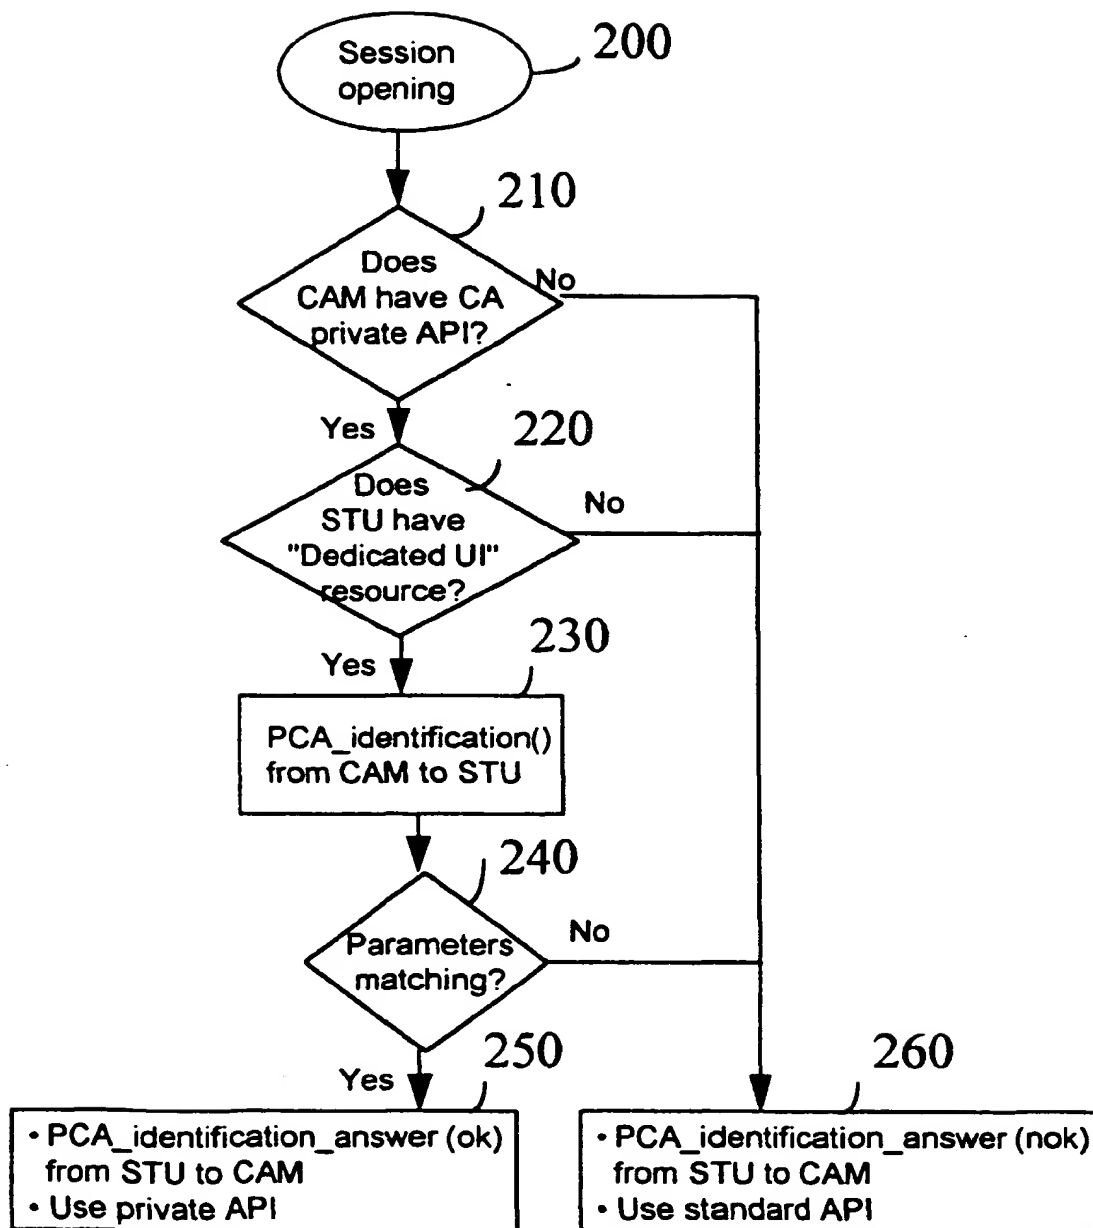 Session
opening
200
210
Does
CAM have CA
private API?
No
Yes
220
Does
STU have
"Dedicated UI"
resource?
No
Yes
230
PCA_identification()
from CAM to STU
240
Parameters
matching?
No
Yes
250
• PCA_identification_answer (ok)
from STU to CAM
• Use private API
260
• PCA_identification_answer (nok)
from STU to CAM
• Use standard API